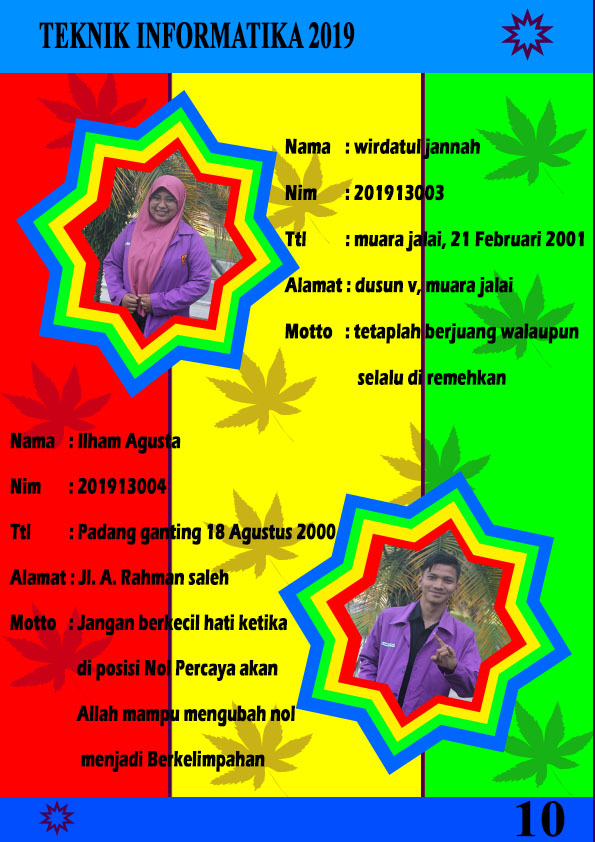 TEKNIK INFORMATIKA 2019
Nama : wirdatul jannah
Nim : 201913003
Ttl : muara jalai, 21 Februari 2001
Alamat : dusun v, muara jalai
Motto : tetaplah berjuang walaupun
selalu di remehkan
Nama : Ilham Agusta
Nim : 201913004
Ttl : Padang ganting 18 Agustus 2000
Alamat : Jl. A. Rahman saleh
Motto : Jangan berkecil hati ketika
di posisi Nol Percaya akan
Allah mampu mengubah nol
menjadi Berkelimpahan
10